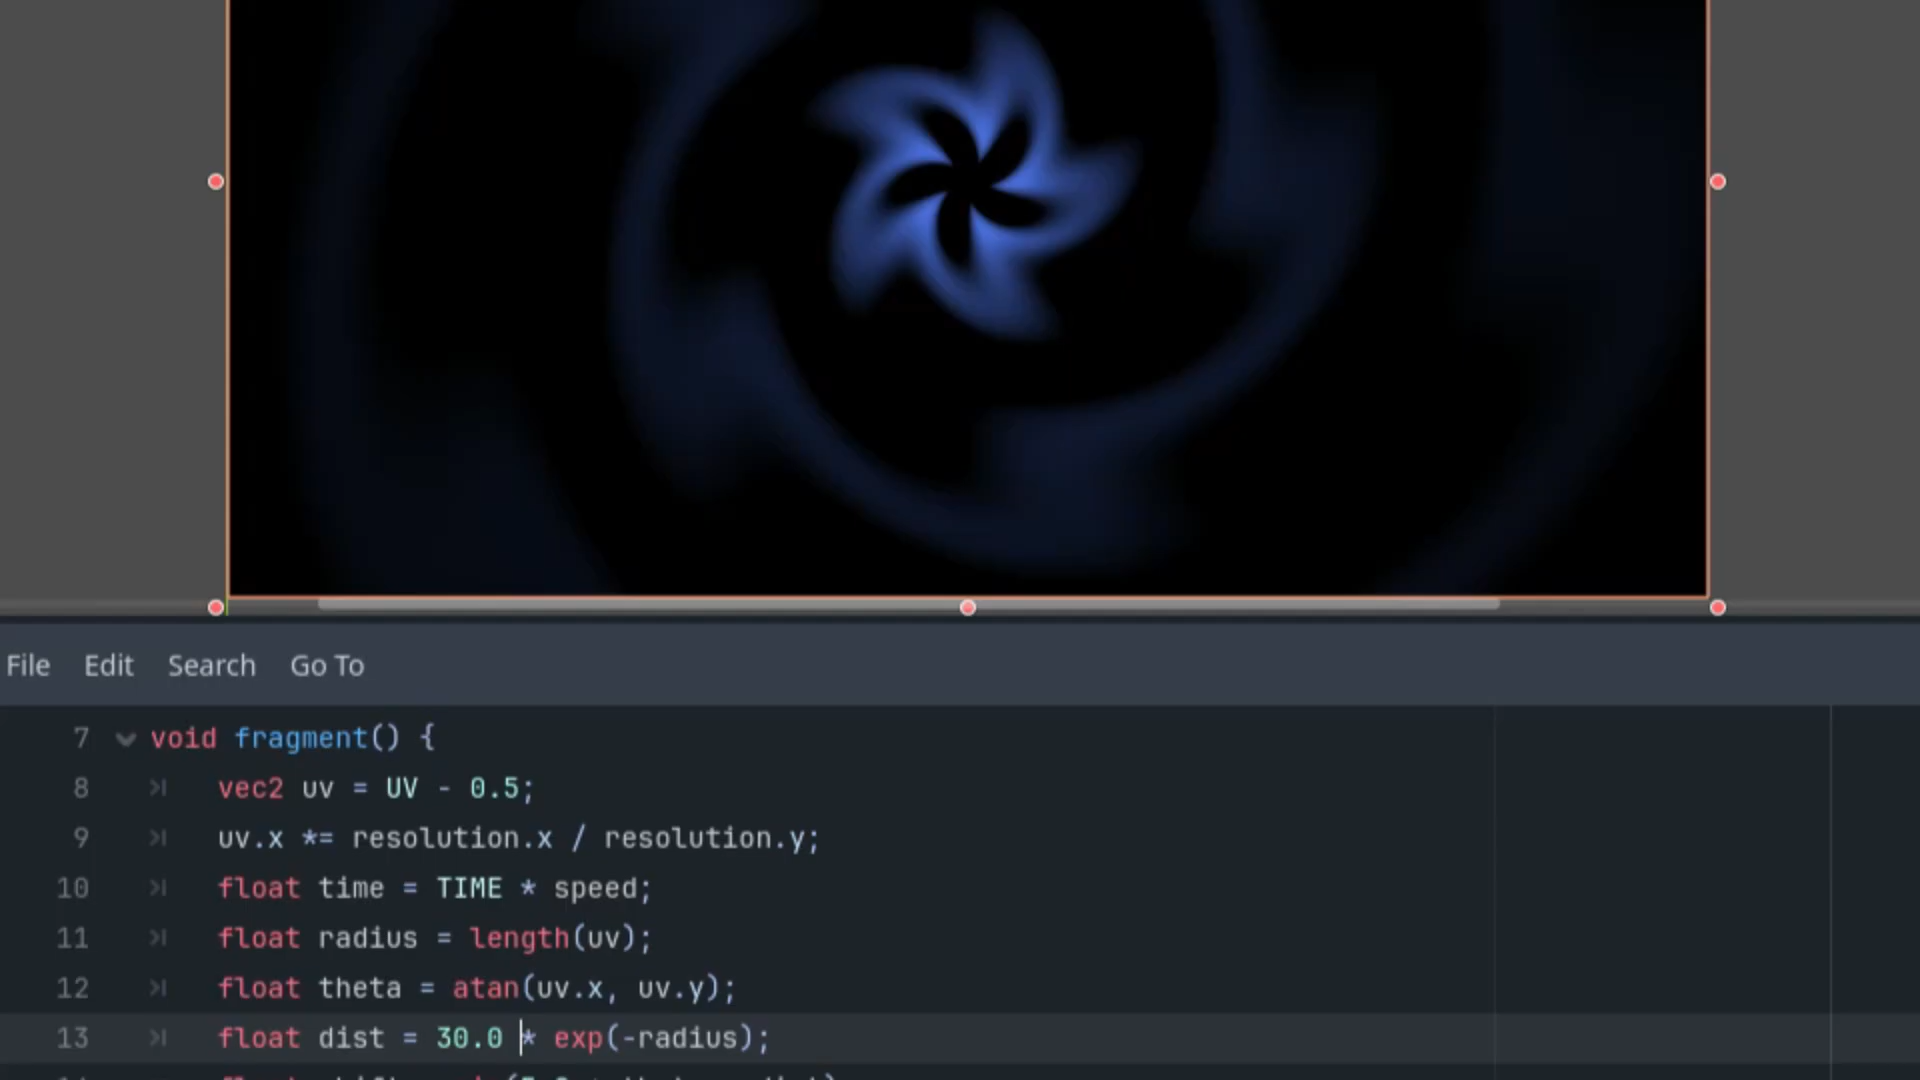 File Edit Search Go To
7 void fragment() {
8 vec2 uv = UV - 0.5;
9 uv.x *= resolution.x / resolution.y;
10 float time = TIME * speed;
11 float radius = length(uv);
12 float theta = atan(uv.x, uv.y);
13 float dist = 30.0 * exp(-radius);